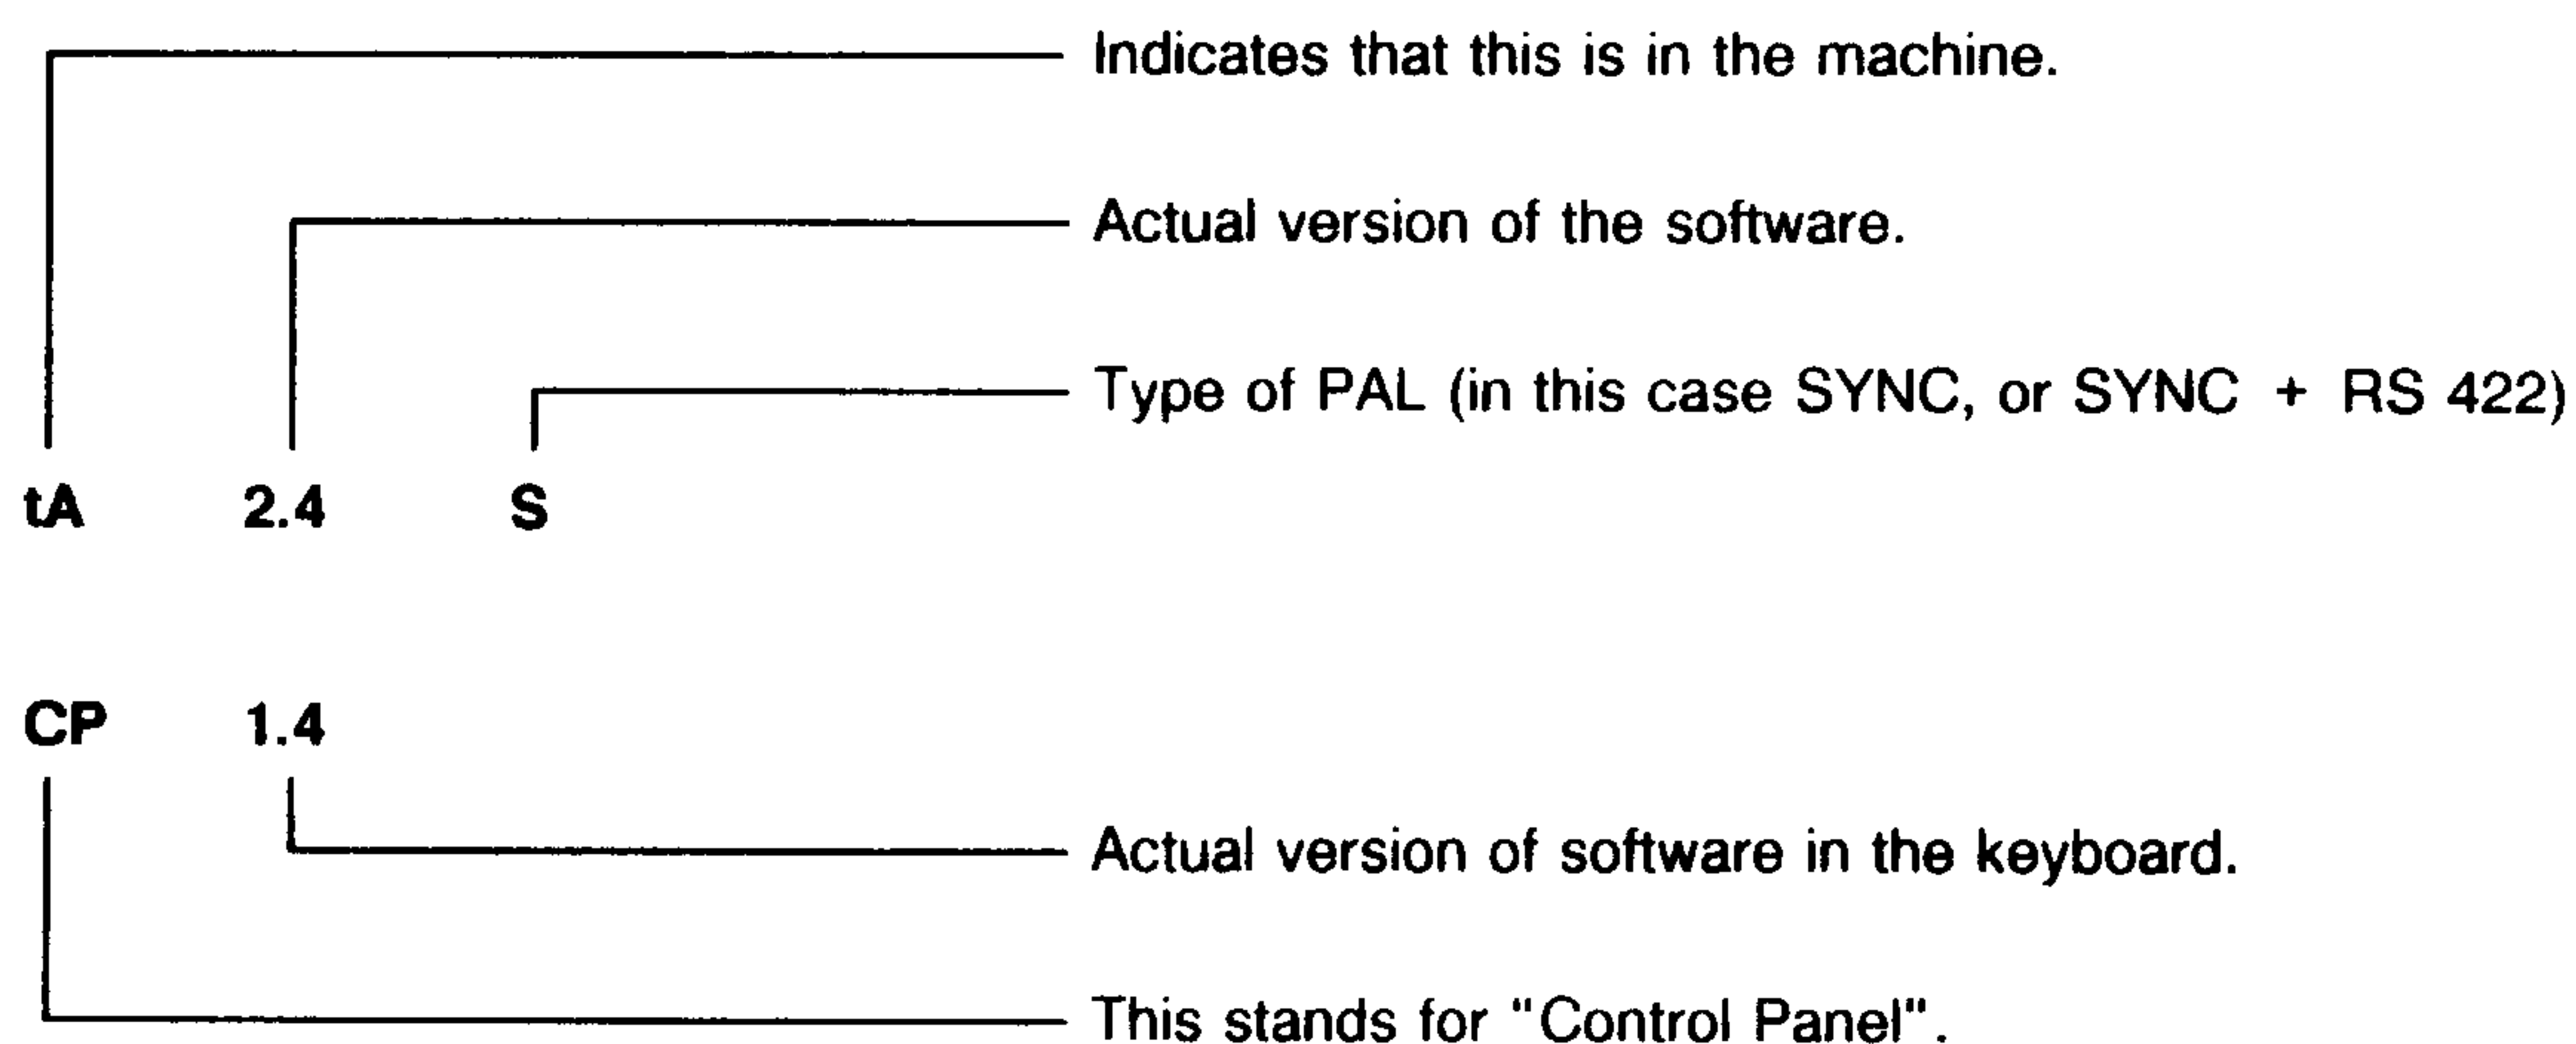 Indicates that this is in the machine.
Actual version of the software.
Type of PAL (in this case SYNC, or SYNC + RS 422)
tA 2.4 S
CP 1.4
Actual version of software in the keyboard.
This stands for "Control Panel".